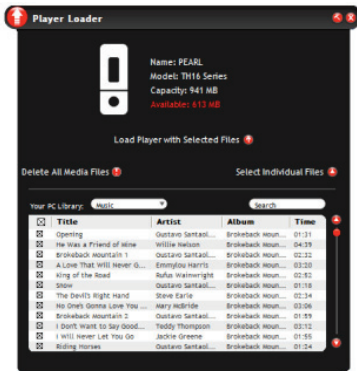 Player Loader
Name: PEARL
Model: TH16 Series
Capacity: 941 MB
Available: 613 MB
Load Player with Selected Files
Delete All Media Files
Select Individual Files
Your PC Library: Music Search
Title Artist Album Time
Opening Gustavo Santaol... Brokeback Moun... 01:31
He Was a Friend of Mine Willie Nelson Brokeback Moun... 04:39
Brokeback Mountain 1 Gustavo Santaol... Brokeback Moun... 02:32
A Love That Will Never G... Emmylou Harris Brokeback Moun... 03:20
King of the Road Rufus Wainwright Brokeback Moun... 02:52
Snow Gustavo Santaol... Brokeback Moun... 01:18
The Devil's Right Hand Steve Earle Brokeback Moun... 02:34
No One's Gonna Love You ... Mary McBride Brokeback Moun... 03:06
Brokeback Mountain 2 Gustavo Santaol... Brokeback Moun... 01:59
I Don't Want to Say Good... Teddy Thompson Brokeback Moun... 03:12
I Will Never Let You Go Jackie Greene Brokeback Moun... 01:55
Riding Horses Gustavo Santaol... Brokeback Moun... 01:24